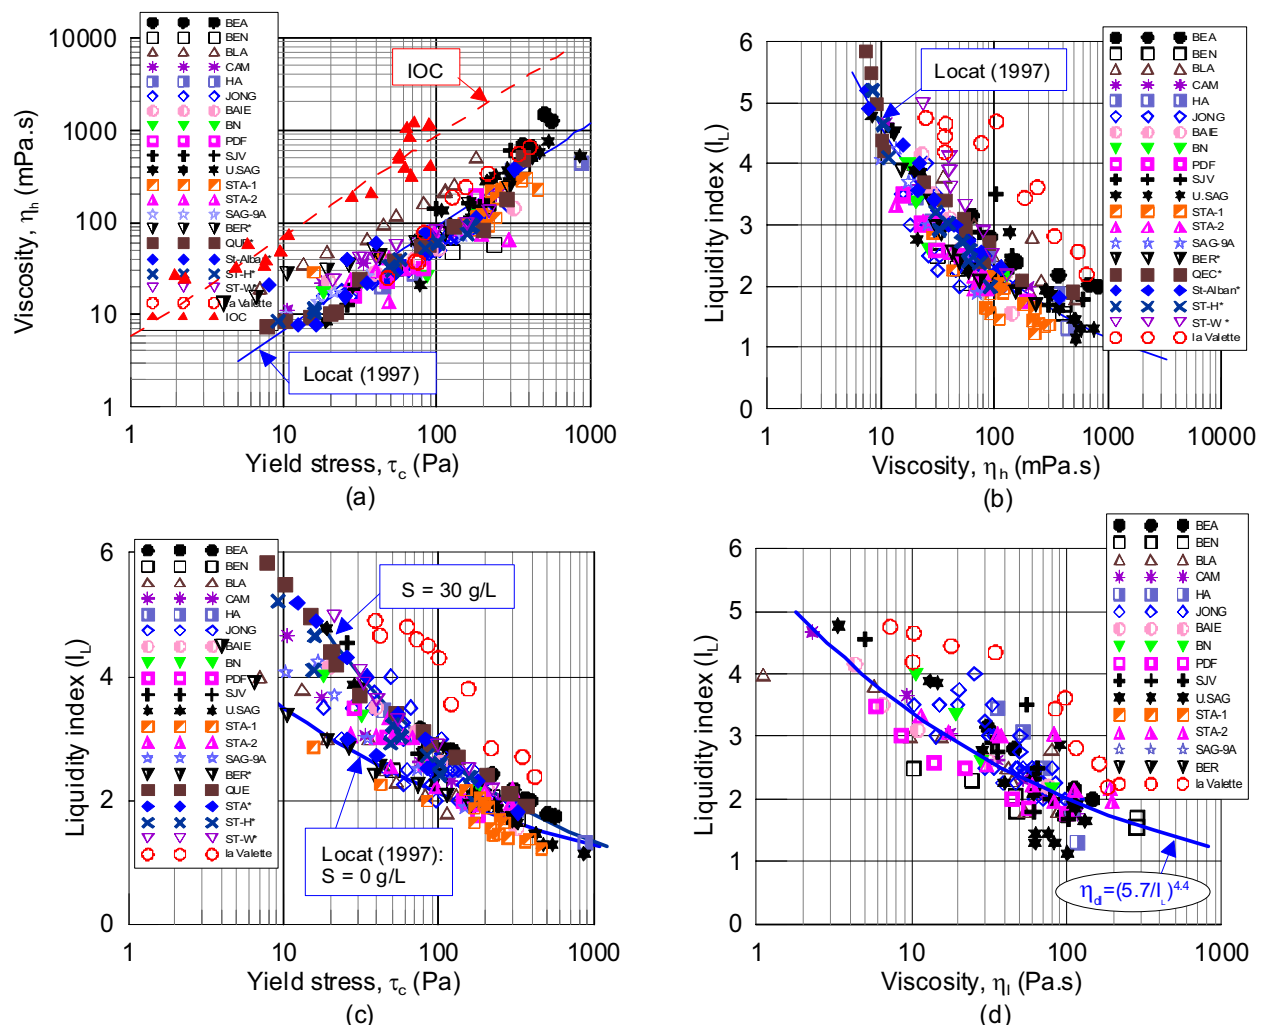 10000
1000
100
10
1
Viscosity, ηh (mPa.s)
BEA
BEN
BLA
CAM
HA
JONG
BAIE
BN
PDF
SJV
U.SAG
STA-1
STA-2
SAG-9A
BER*
QUE
St-Alban*
ST-H*
ST-W*
la Valette
IOC
IOC
Locat (1997)
1 10 100 1000
Yield stress, τc (Pa)
(a)
6
5
4
3
2
1
0
Liquidity index (IL)
Locat (1997)
BEA
BEN
BLA
CAM
HA
JONG
BAIE
BN
PDF
SJV
U.SAG
STA-1
STA-2
SAG-9A
BER*
QEC*
St-Alban*
ST-H*
ST-W *
la Valette
1 10 100 1000 10000
Viscosity, ηh (mPa.s)
(b)
6
4
2
0
Liquidity index (IL)
BEA
BEN
BLA
CAM
HA
JONG
BAIE
BN
PDF
SJV
U.SAG
STA-1
STA-2
SAG-9A
BER*
QUE
STA*
ST-H*
ST-W*
la Valette
S = 30 g/L
Locat (1997):
S = 0 g/L
1 10 100 1000
Yield stress, τc (Pa)
(c)
6
5
4
3
2
1
0
Liquidity index (IL)
BEA
BEN
BLA
CAM
HA
JONG
BAIE
BN
PDF
SJV
U.SAG
STA-1
STA-2
SAG-9A
BER
la Valette
ηdl=(5.7/IL)4.4
1 10 100 1000
Viscosity, ηl (Pa.s)
(d)